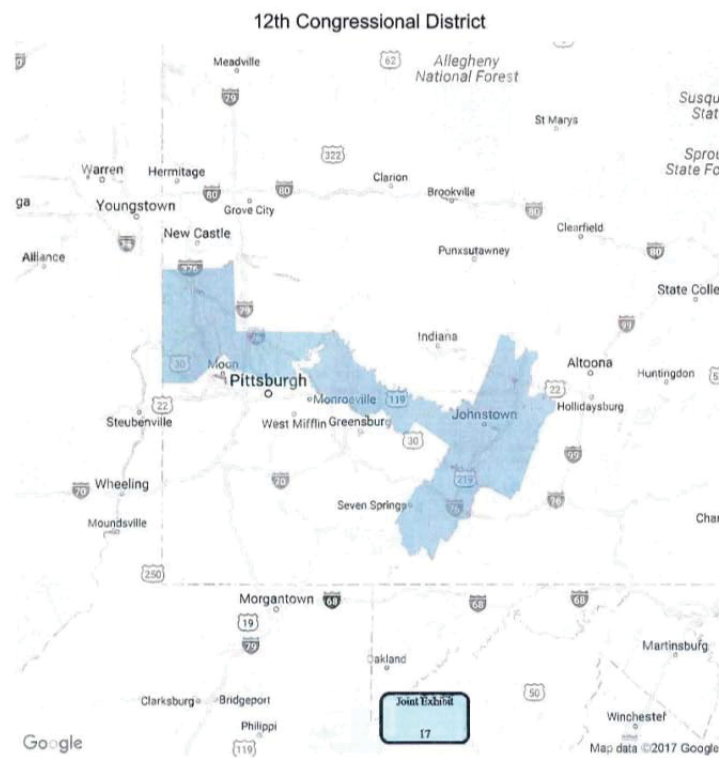 12th Congressional District
Meadville
62
Allegheny
National Forest
79
Susqu
Stat
St Marys
322
Sprou
State Fo
Warren
Hermitage
80
80
Clarion
Brookville
ga
Youngstown
Grove City
80
Clearfield
New Castle
76
80
Alliance
Punxsutawney
376
State Colle
79
99
Indiana
76
Altoona
30
Moon
Huntingdon
Pittsburgh
22
Hollidaysburg
22
Monroeville
119
Johnstown
Steubenville
West Mifflin
Greensburg
30
99
70
Wheeling
70
219
76
Seven Springs
76
Moundsville
Char
250
Morgantown
68
68
68
19
79
Martinsburg
Oakland
Clarksburg
Bridgeport
50
Joint Exhibit
17
Philippi
Winchester
119
Google
Map data ©2017 Google